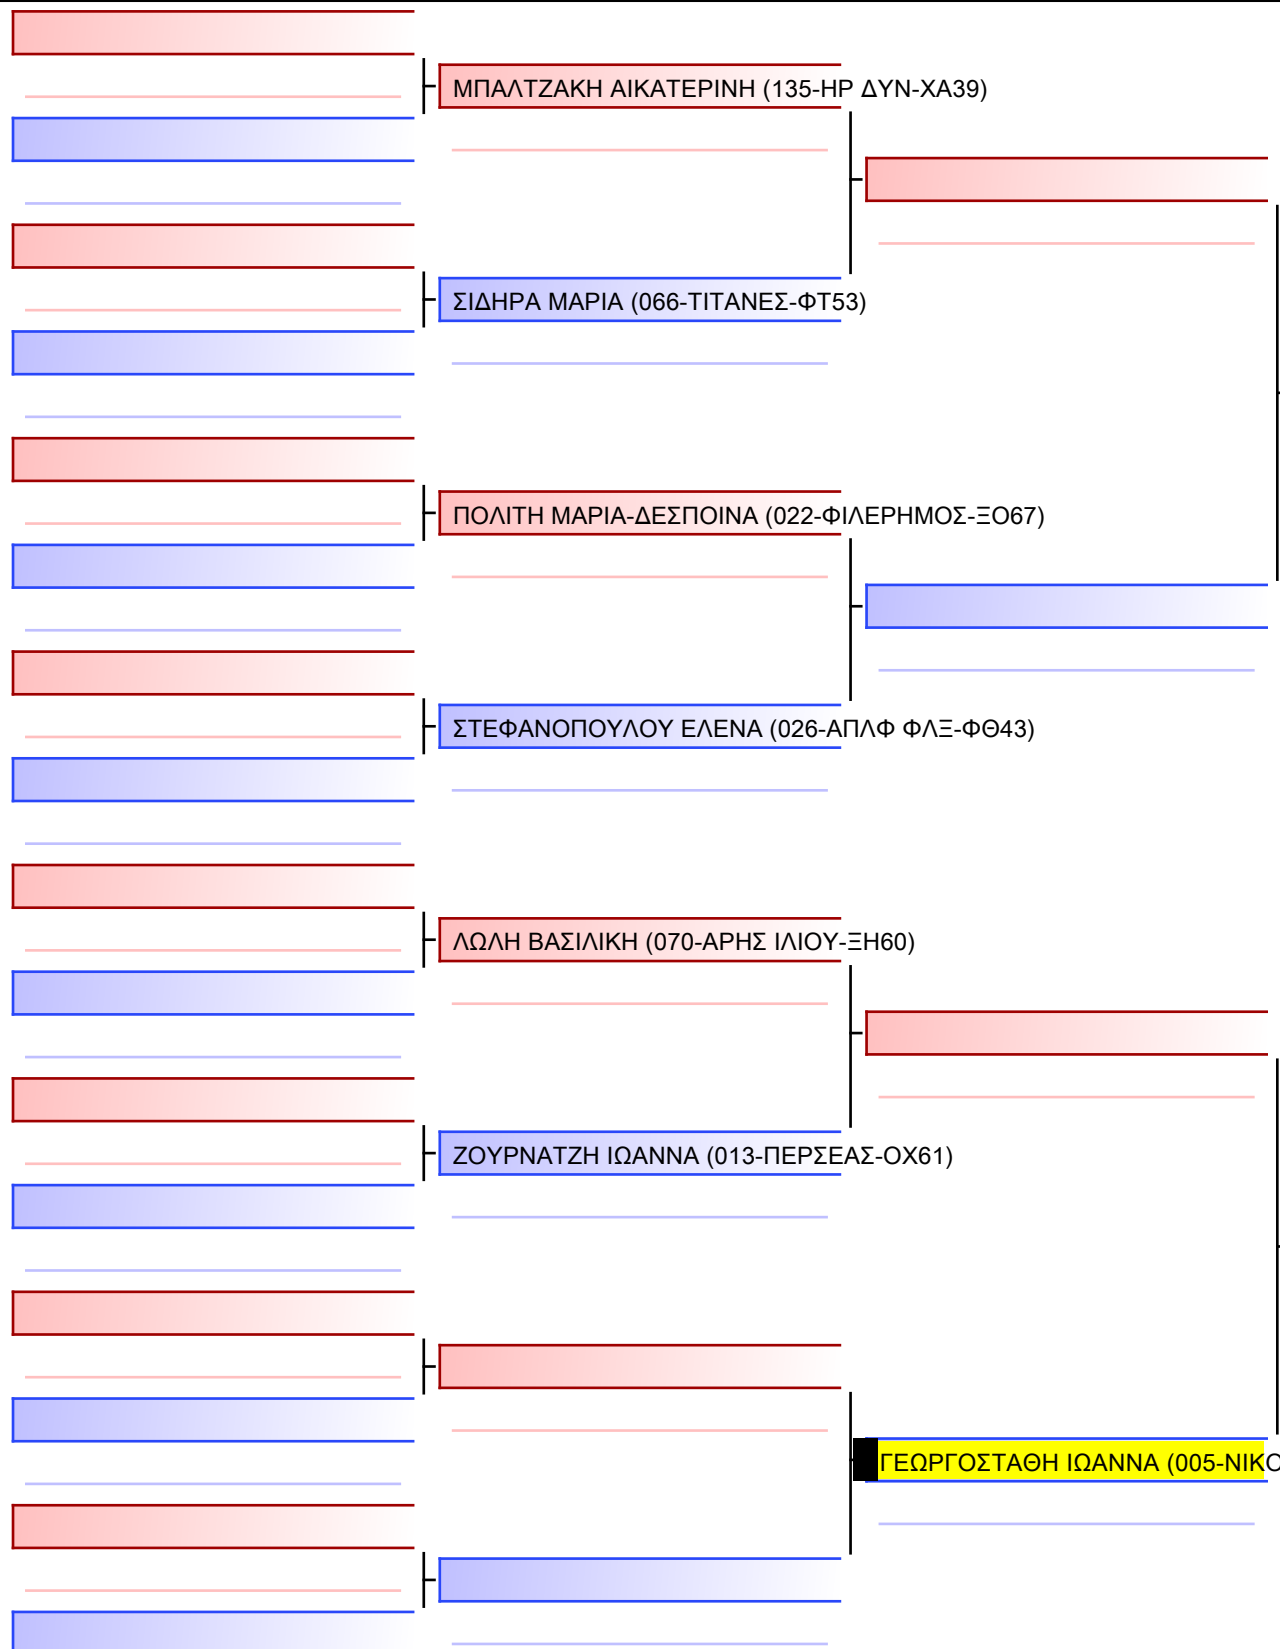 ΜΠΑΛΤΖΑΚΗ ΑΙΚΑΤΕΡΙΝΗ (135-ΗΡ ΔΥΝ-ΧΑ39)
ΣΙΔΗΡΑ ΜΑΡΙΑ (066-ΤΙΤΑΝΕΣ-ΦΤ53)
ΠΟΛΙΤΗ ΜΑΡΙΑ-ΔΕΣΠΟΙΝΑ (022-ΦΙΛΕΡΗΜΟΣ-ΞΟ67)
ΣΤΕΦΑΝΟΠΟΥΛΟΥ ΕΛΕΝΑ (026-ΑΠΛΦ ΦΛΞ-ΦΘ43)
ΛΩΛΗ ΒΑΣΙΛΙΚΗ (070-ΑΡΗΣ ΙΛΙΟΥ-ΞΗ60)
ΖΟΥΡΝΑΤΖΗ ΙΩΑΝΝΑ (013-ΠΕΡΣΕΑΣ-ΟΧ61)
ΓΕΩΡΓΟΣΤΑΘΗ ΙΩΑΝΝΑ (005-ΝΙΚΟ